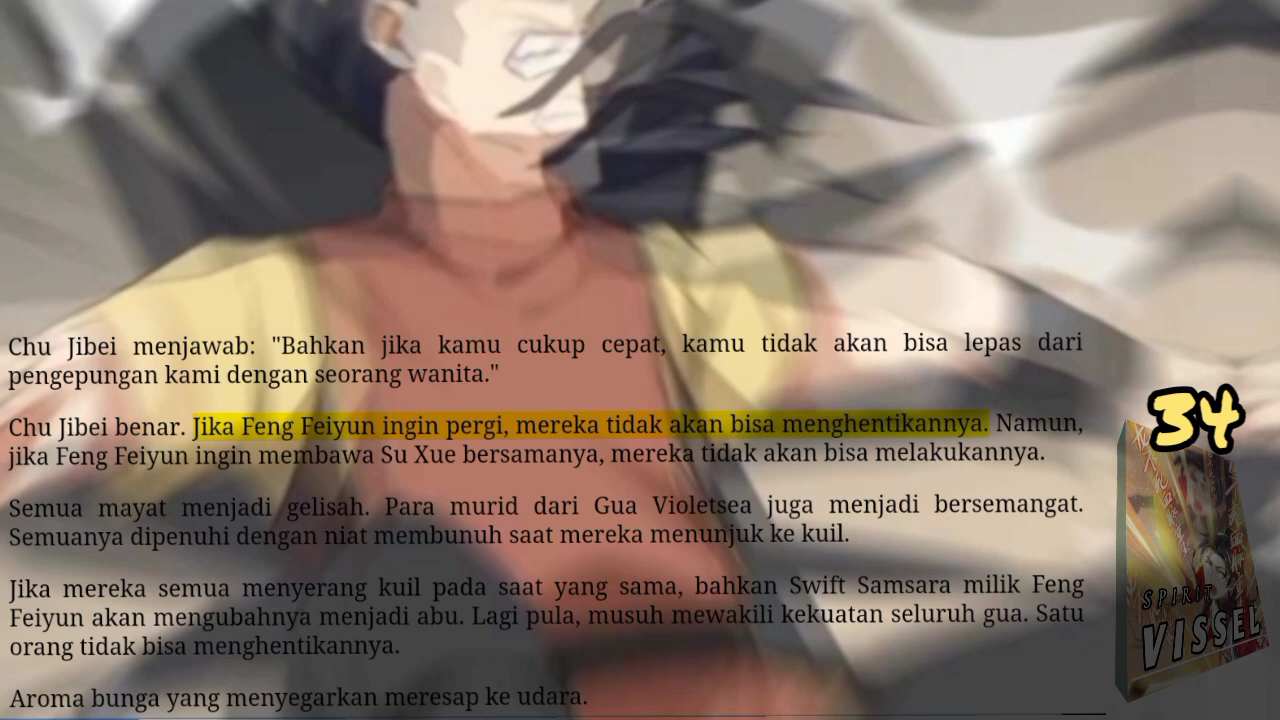 Chu Jibei menjawab: "Bahkan jika kamu cukup cepat, kamu tidak akan bisa lepas dari
pengepungan kami dengan seorang wanita."
Chu Jibei benar. Jika Feng Feiyun ingin pergi, mereka tidak akan bisa menghentikannya. Namun,
jika Feng Feiyun ingin membawa Su Xue bersamanya, mereka tidak akan bisa melakukannya.
Semua mayat menjadi gelisah. Para murid dari Gua Violetsea juga menjadi bersemangat.
Semuanya dipenuhi dengan niat membunuh saat mereka menunjuk ke kuil.
Jika mereka semua menyerang kuil pada saat yang sama, bahkan Swift Samsara milik Feng
Feiyun akan mengubahnya menjadi abu. Lagi pula, musuh mewakili kekuatan seluruh gua. Satu
orang tidak bisa menghentikannya.
Aroma bunga yang menyegarkan meresap ke udara.
34
SPIRIT
VISSEL